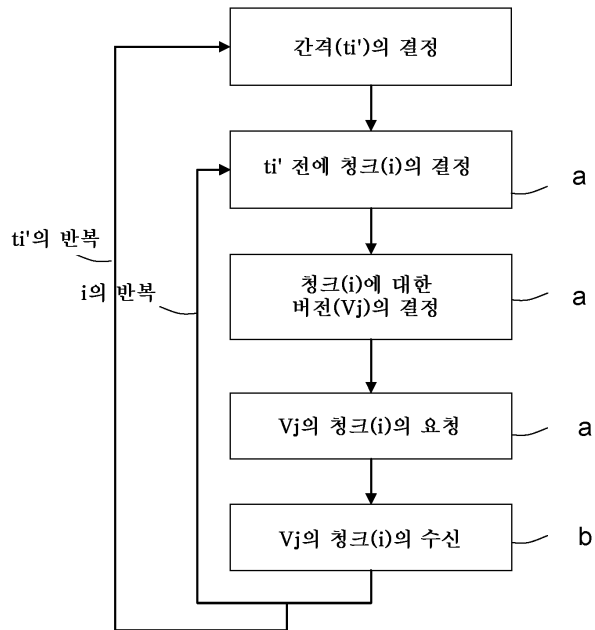 간격(ti')의 결정
ti' 전에 청크(i)의 결정
a
ti'의 반복
i의 반복
청크(i)에 대한
버전(Vj)의 결정
a
Vj의 청크(i)의 요청
a
Vj의 청크(i)의 수신
b